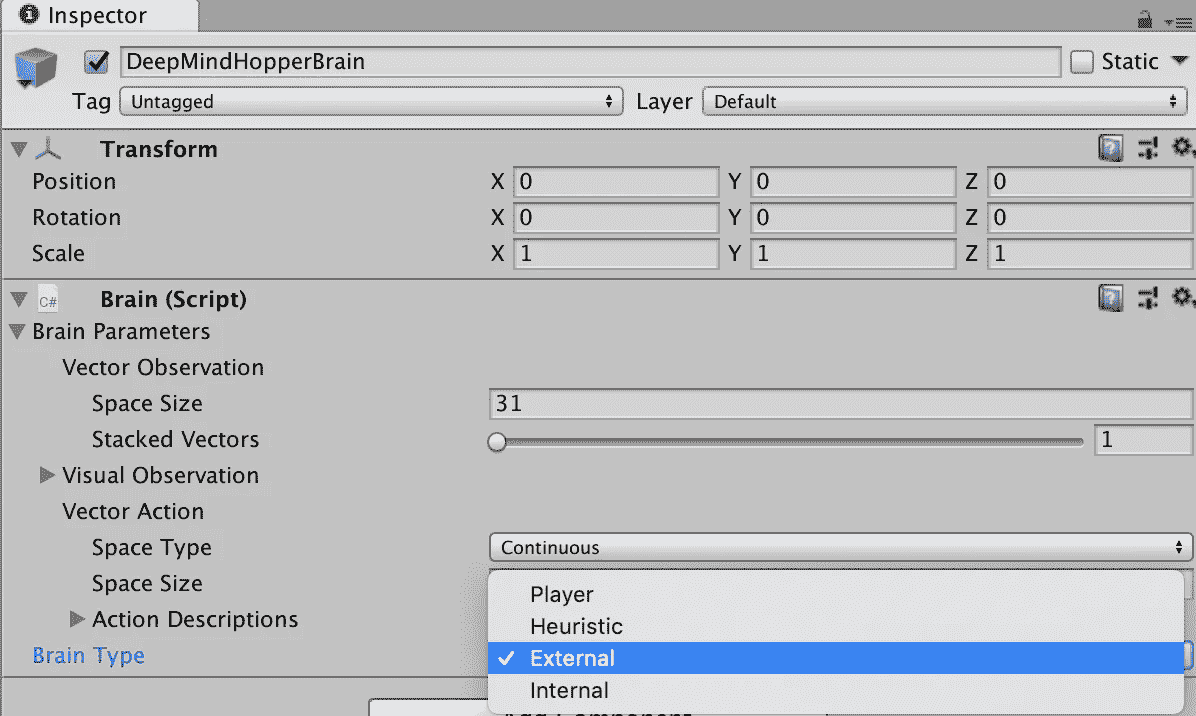 Inspector
DeepMindHopperBrain Static
Tag Untagged Layer Default
Transform
Position X 0 Y 0 Z 0
Rotation X 0 Y 0 Z 0
Scale X 1 Y 1 Z 1
C# Brain (Script)
Brain Parameters
Vector Observation
Space Size 31
Stacked Vectors 1
Visual Observation
Vector Action
Space Type Continuous
Space Size
Player
Heuristic
Action Descriptions
Brain Type External
Internal
Add Component